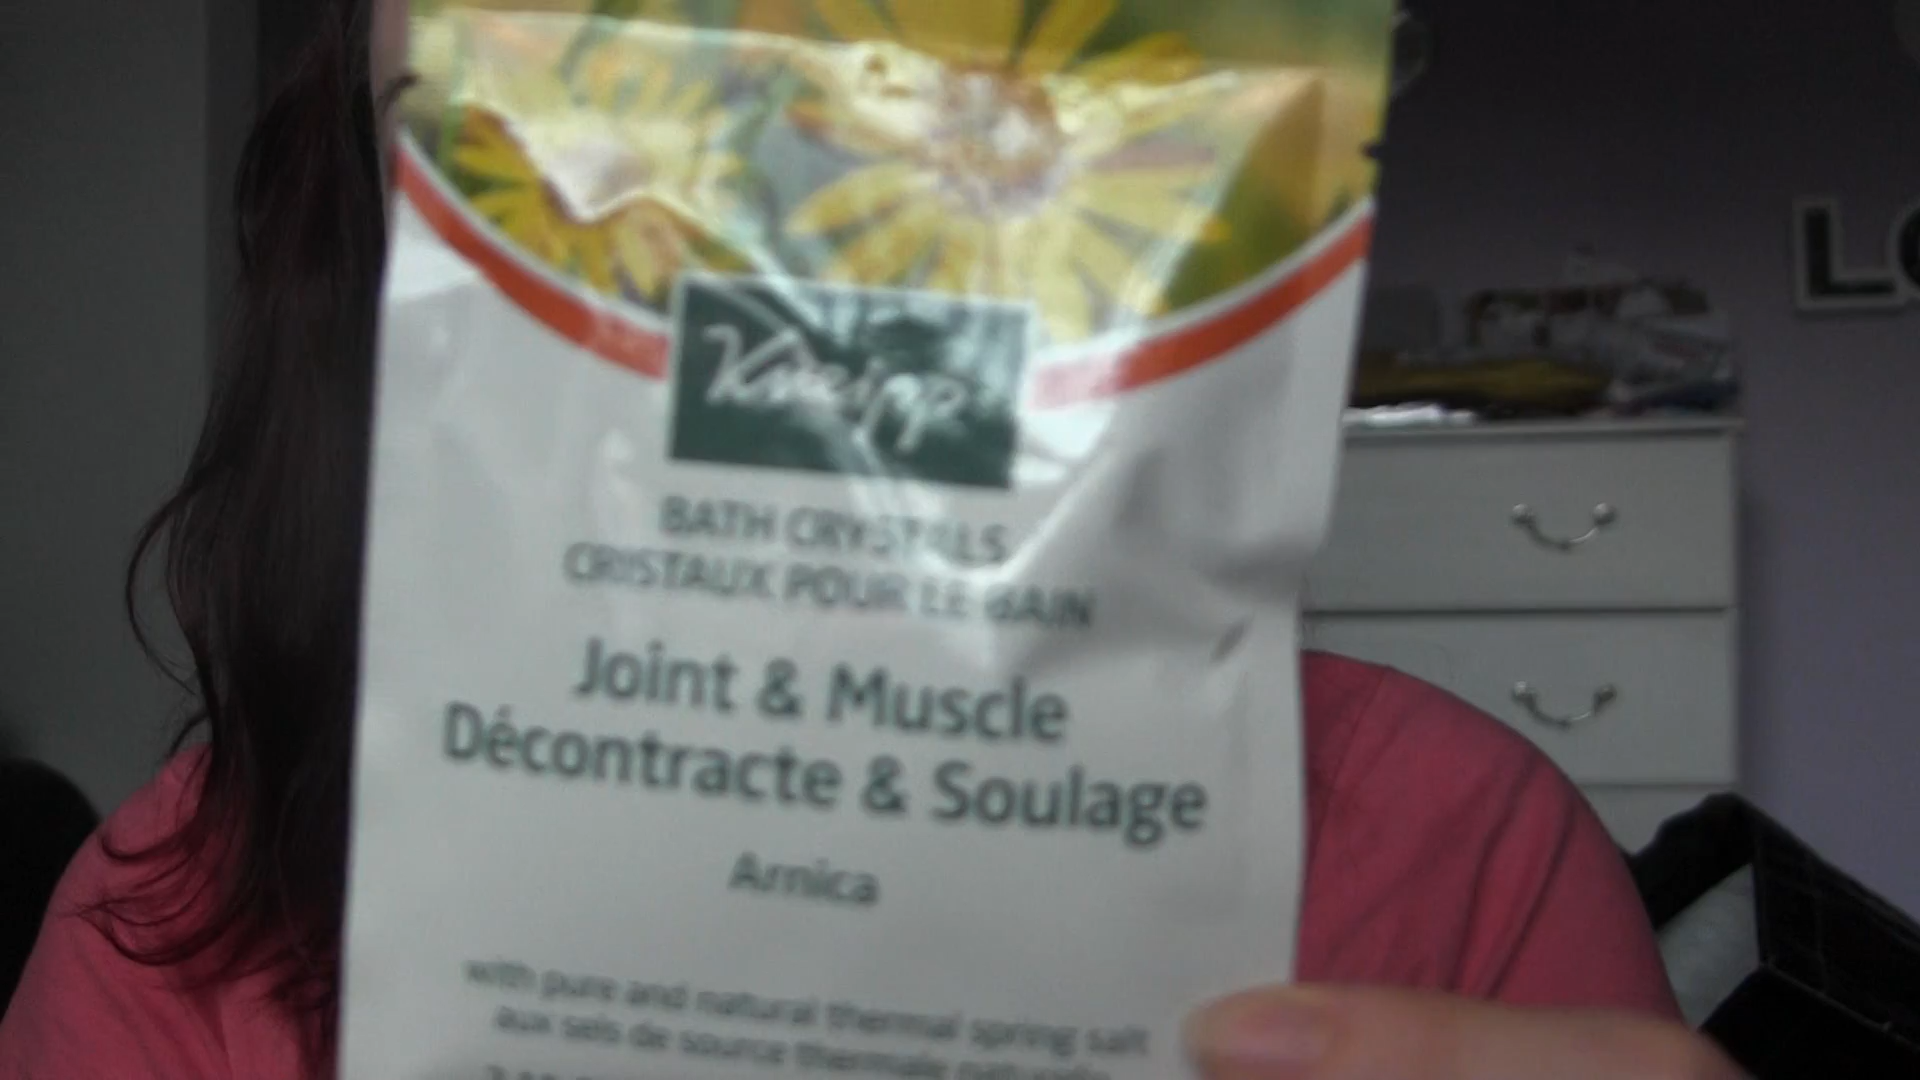 Kneipp
BATH CRYSTALS
CRISTAUX POUR LE BAIN
Joint & Muscle
Décontracte & Soulage
Arnica
with pure and natural thermal spring salt
aux sels de source thermale